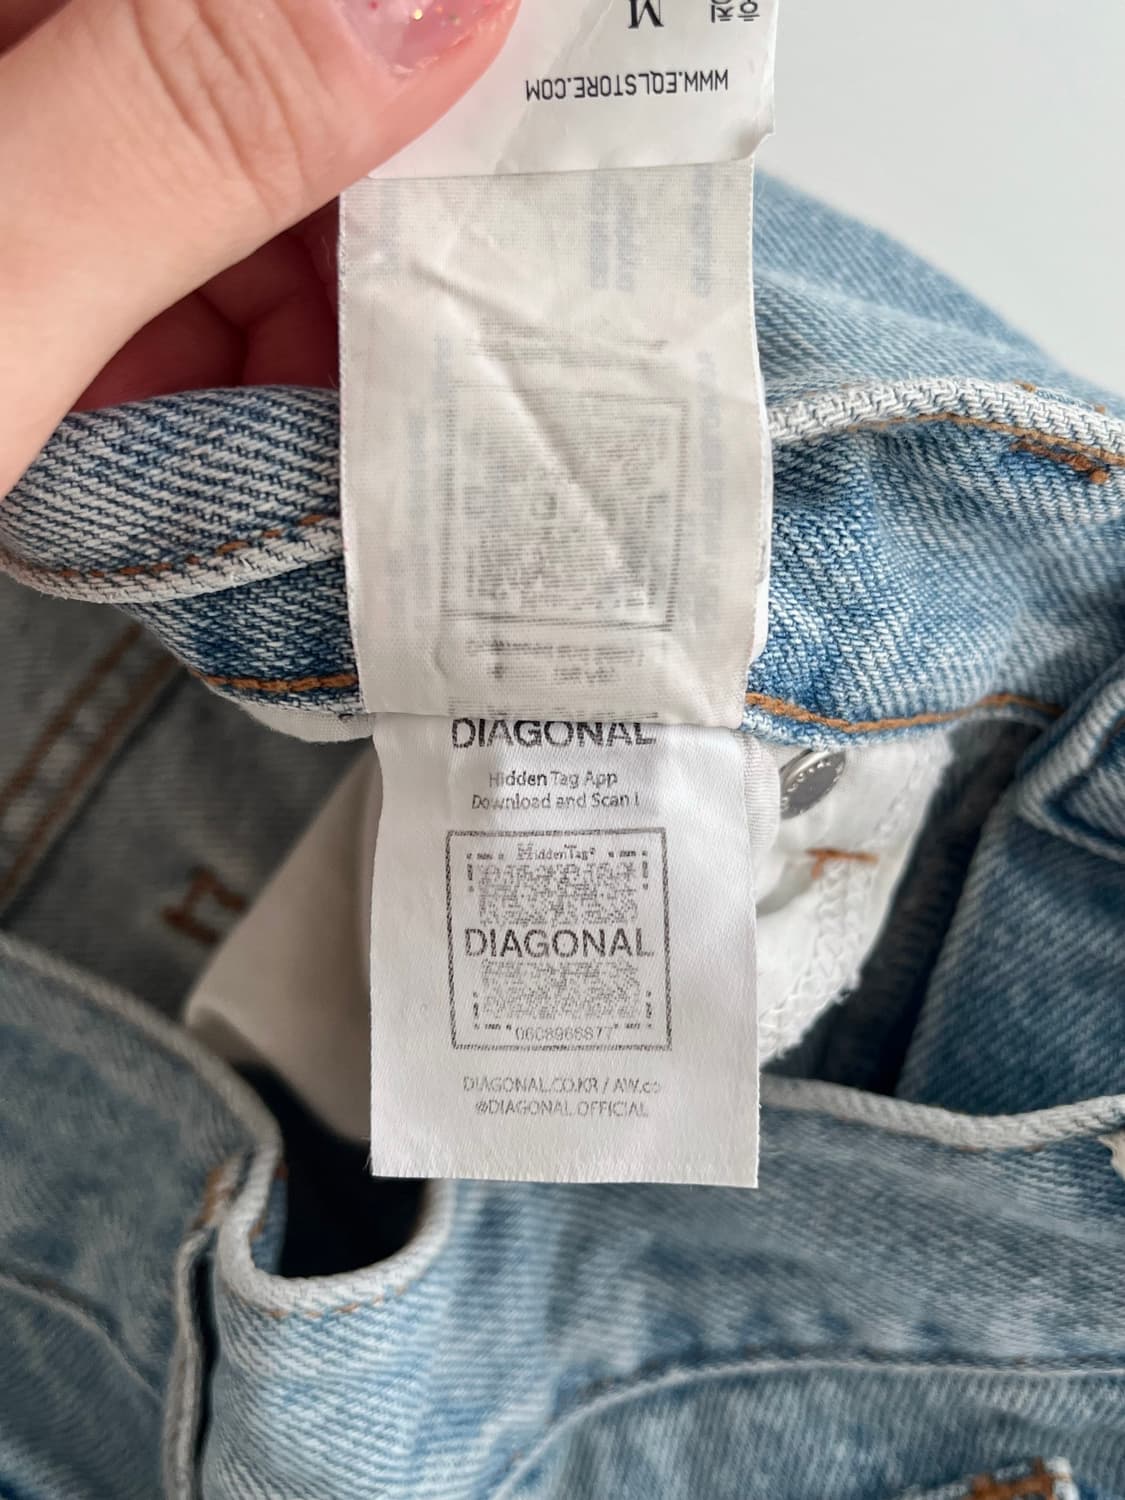 M
WWW.EQLSTORE.COM
DIAGONAL
Hidden Tag App
Download and Scan !
HiddenTag®
DIAGONAL
0608968877
DIAGONAL.CO.KR / AW.co
@DIAGONAL.OFFICIAL